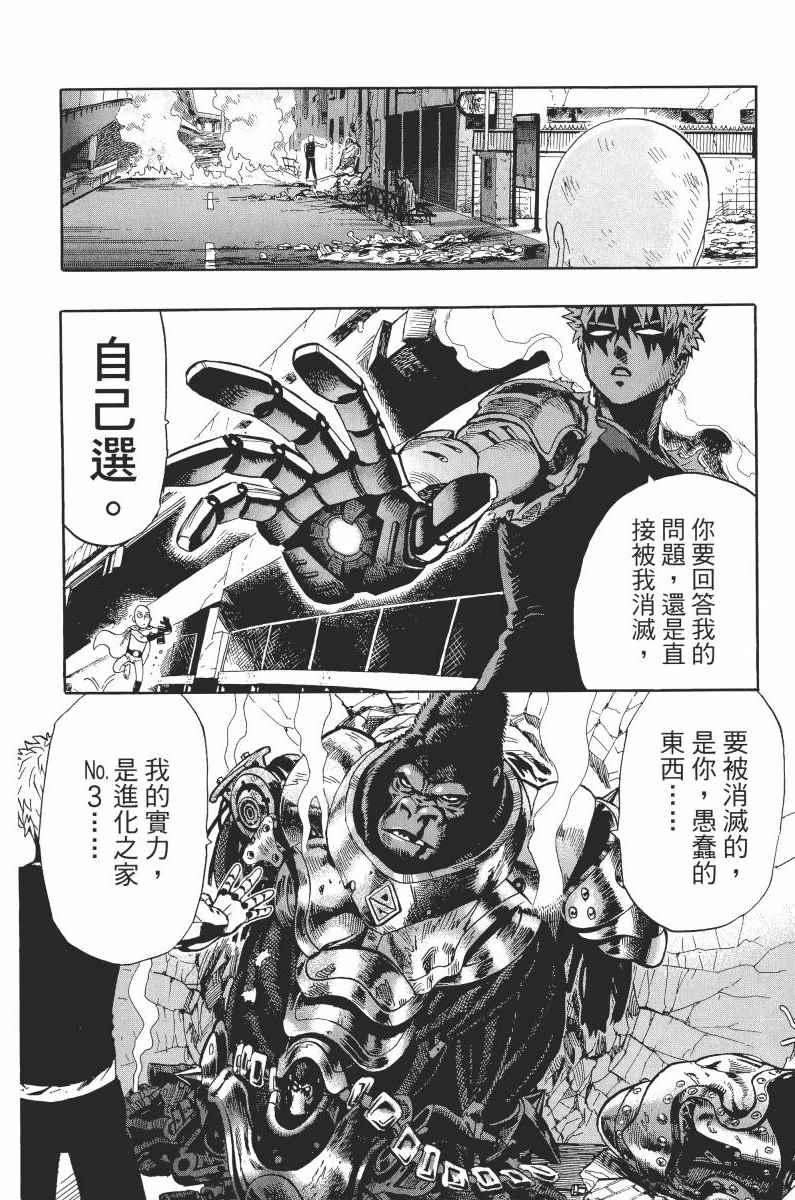 你要回答我的
問題，還是直
接被我消滅，
自己選。
要被消滅的，
是你，愚蠢的
東西……
我的實力，
是進化之家
No.3……